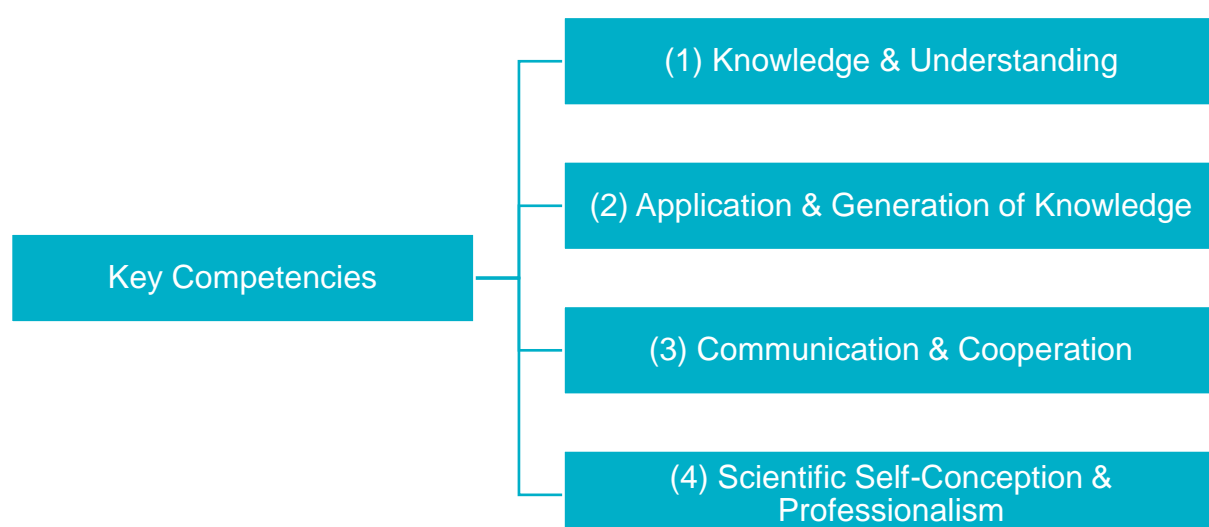 (1) Knowledge & Understanding
(2) Application & Generation of Knowledge
Key Competencies
(3) Communication & Cooperation
(4) Scientific Self-Conception &
Professionalism